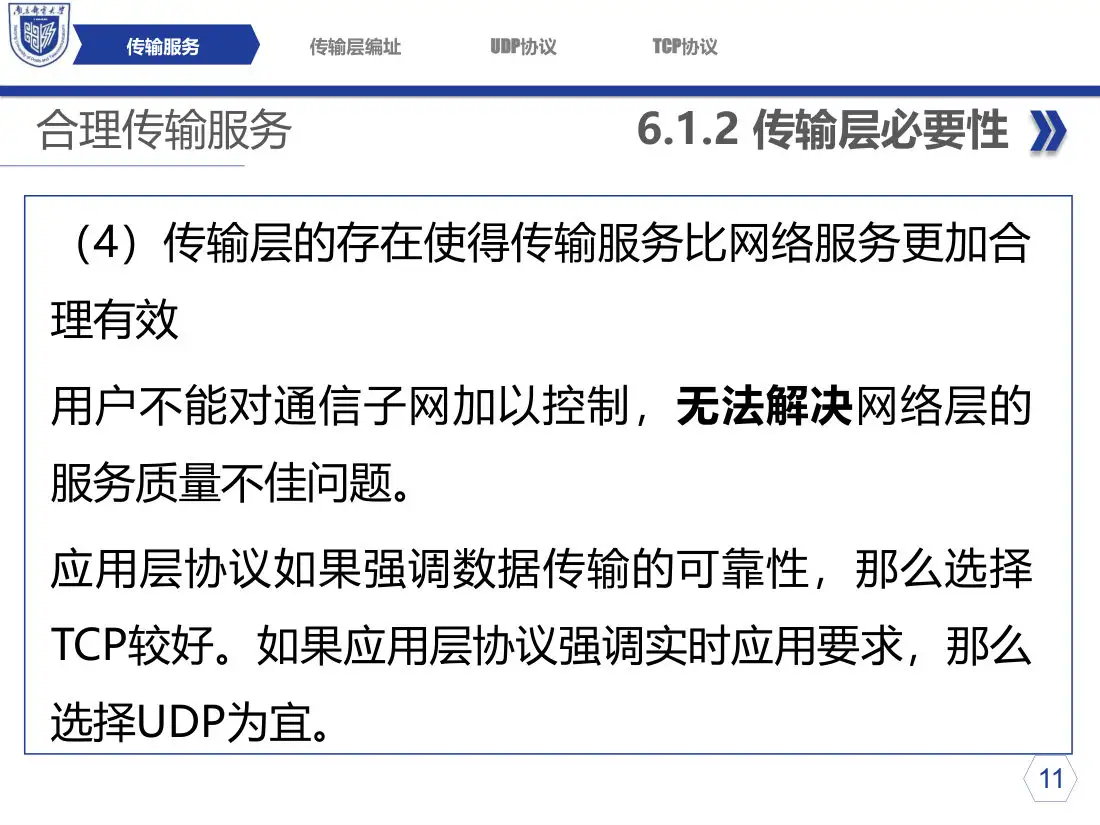 传输服务
传输层编址
UDP协议
TCP协议
合理传输服务
6.1.2 传输层必要性
（4）传输层的存在使得传输服务比网络服务更加合
理有效
用户不能对通信子网加以控制，无法解决网络层的
服务质量不佳问题。
应用层协议如果强调数据传输的可靠性，那么选择
TCP较好。如果应用层协议强调实时应用要求，那么
选择UDP为宜。
11